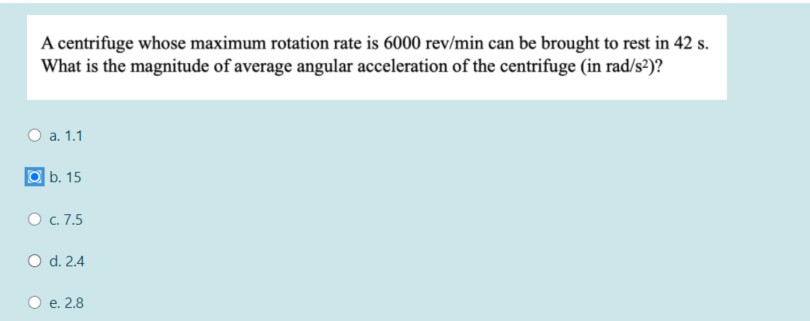 A centrifuge whose maximum rotation rate is 6000 rev/min can be brought to rest in 42 s.
What is the magnitude of average angular acceleration of the centrifuge (in rad/s²)?
a. 1.1
b. 15
c. 7.5
d. 2.4
e. 2.8